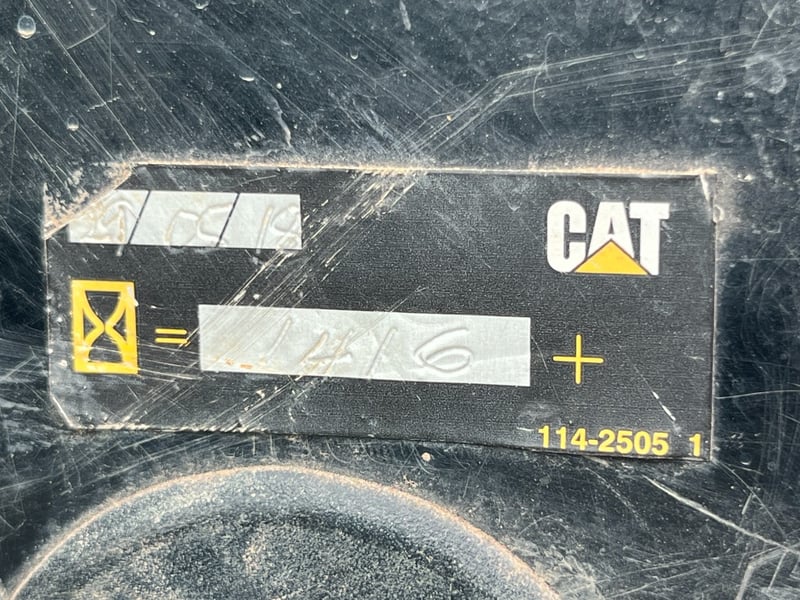 CAT
= 1416 +
114-2505 1